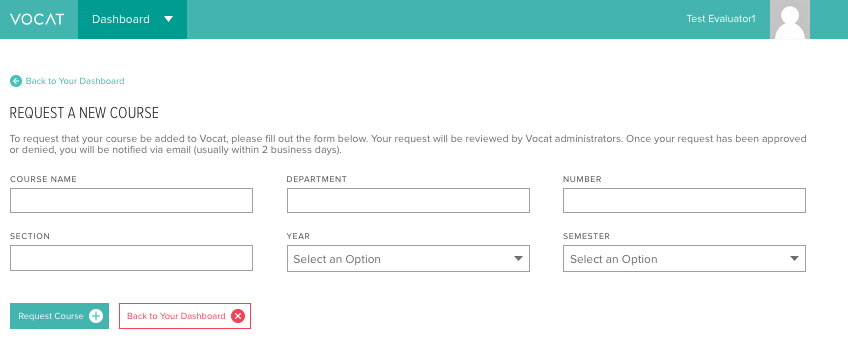 VOCAT
Dashboard
Test Evaluator1
Back to Your Dashboard
REQUEST A NEW COURSE
To request that your course be added to Vocat, please fill out the form below. Your request will be reviewed by Vocat administrators. Once your request has been approved
or denied, you will be notified via email (usually within 2 business days).
COURSE NAME
DEPARTMENT
NUMBER
SECTION
YEAR
SEMESTER
Select an Option
Select an Option
Request Course
Back to Your Dashboard